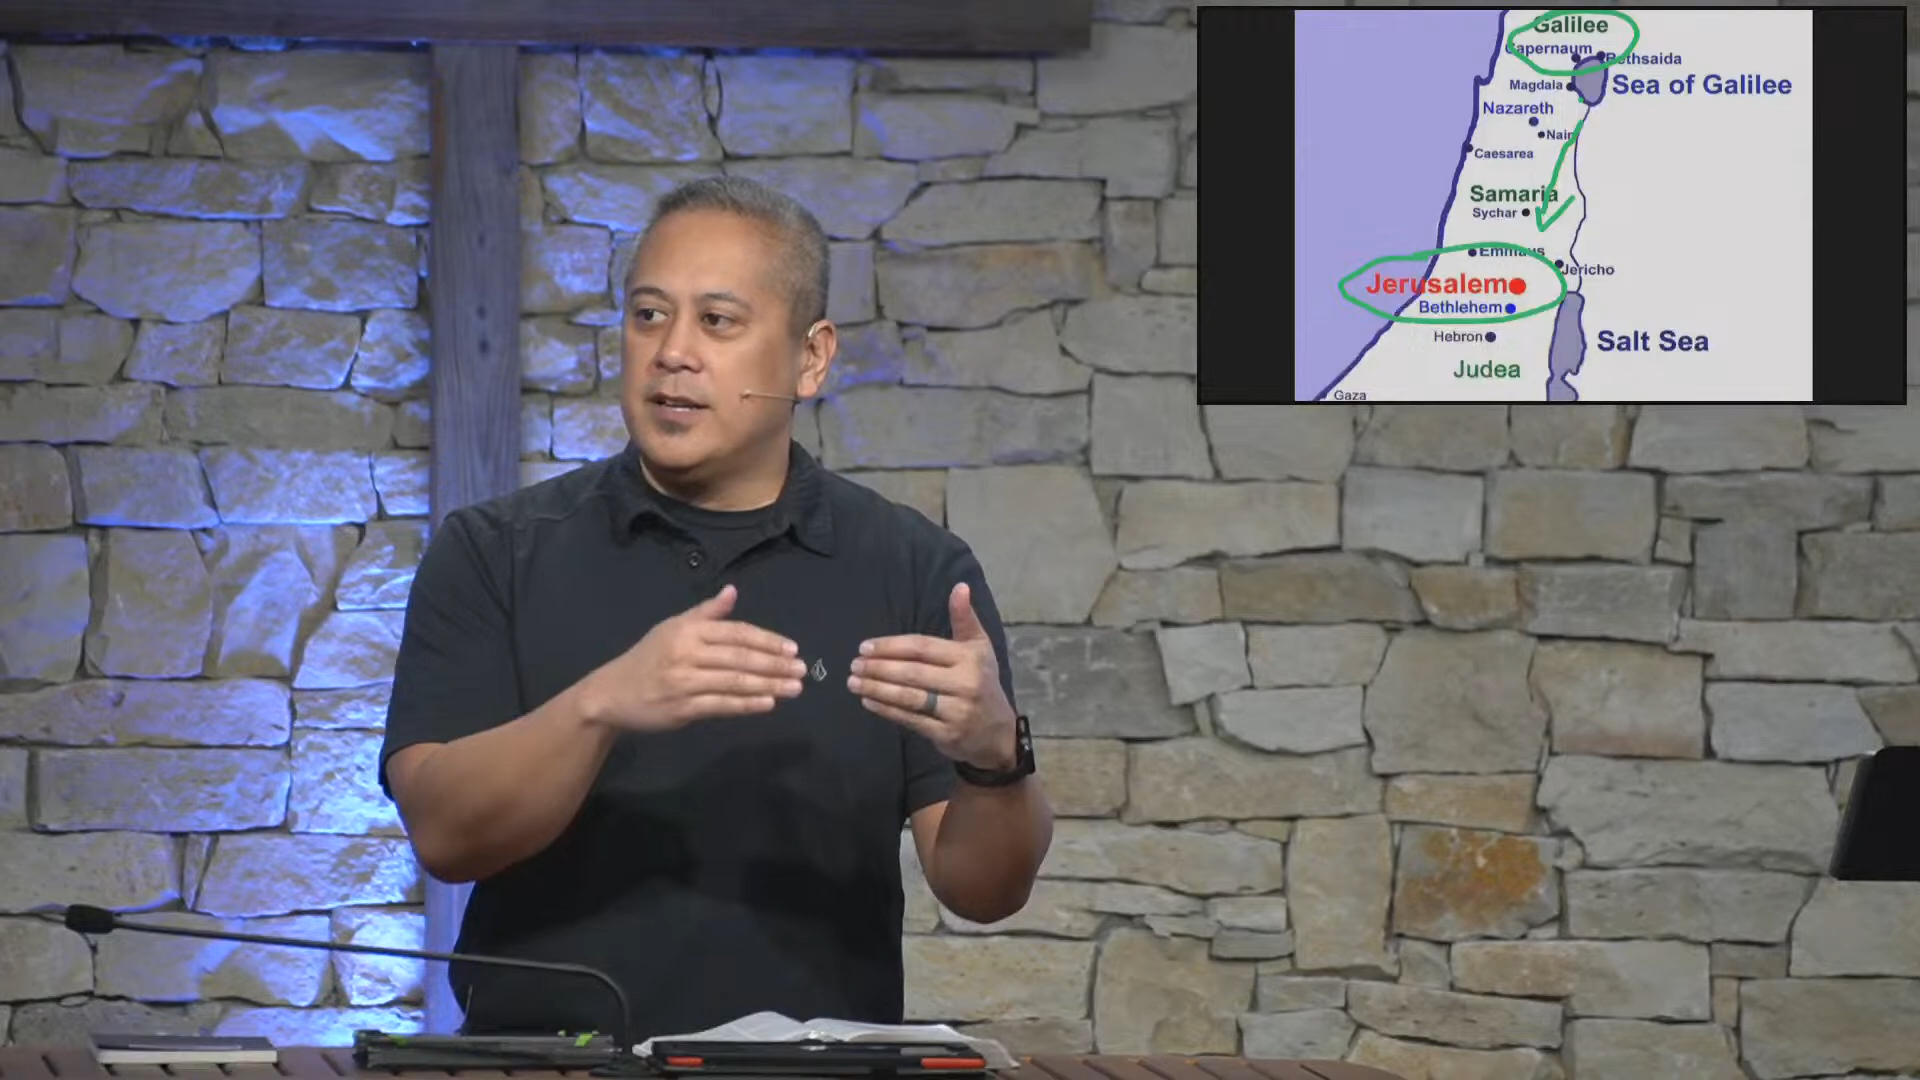 Galilee
Capernaum
Bethsaida
Sea of Galilee
Magdala
Nazareth
Nain
Caesarea
Samaria
Sychar
Emmaus
Jericho
Jerusalem
Bethlehem
Hebron
Salt Sea
Judea
Gaza